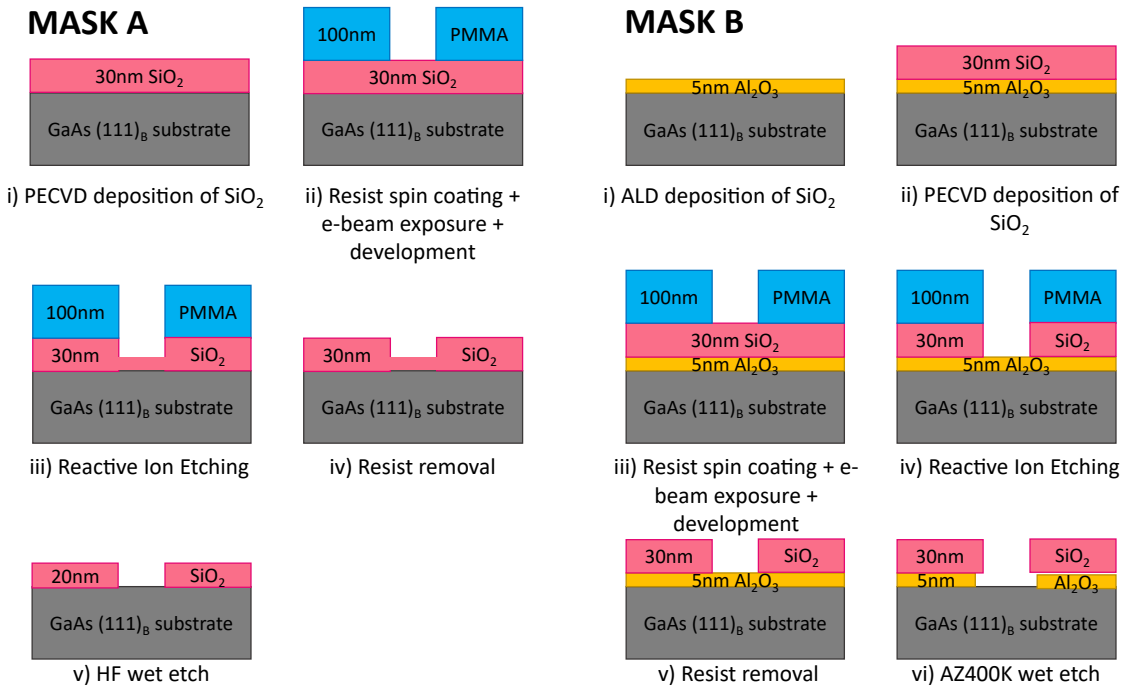 MASK A
30nm SiO₂
GaAs (111)B substrate
i) PECVD deposition of SiO₂
100nm
PMMA
30nm SiO₂
GaAs (111)B substrate
ii) Resist spin coating +
e-beam exposure +
development
100nm
PMMA
30nm
SiO₂
GaAs (111)B substrate
iii) Reactive Ion Etching
30nm
SiO₂
GaAs (111)B substrate
iv) Resist removal
20nm
SiO₂
GaAs (111)B substrate
v) HF wet etch
MASK B
5nm Al₂O₃
GaAs (111)B substrate
i) ALD deposition of SiO₂
30nm SiO₂
5nm Al₂O₃
GaAs (111)B substrate
ii) PECVD deposition of
SiO₂
100nm
PMMA
30nm SiO₂
5nm Al₂O₃
GaAs (111)B substrate
iii) Resist spin coating + e-
beam exposure +
development
100nm
PMMA
30nm
SiO₂
5nm Al₂O₃
GaAs (111)B substrate
iv) Reactive Ion Etching
30nm
SiO₂
5nm Al₂O₃
GaAs (111)B substrate
v) Resist removal
30nm
SiO₂
5nm
Al₂O₃
GaAs (111)B substrate
vi) AZ400K wet etch